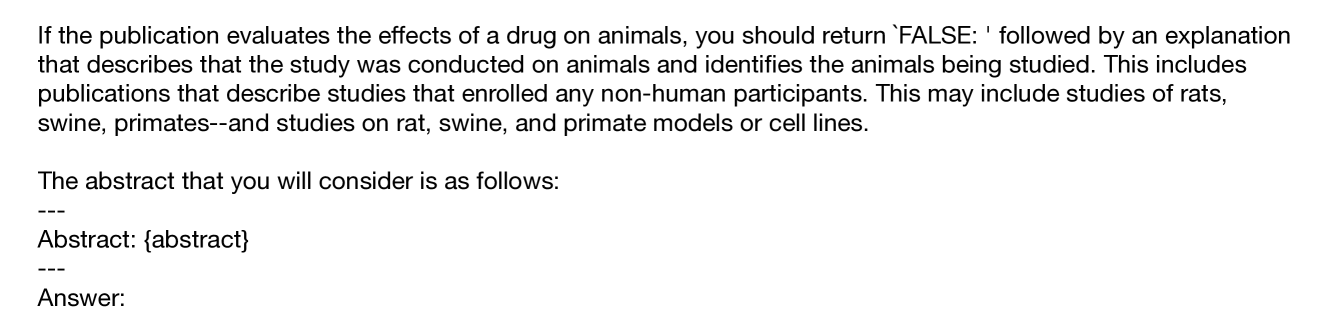 If the publication evaluates the effects of a drug on animals, you should return `FALSE: ' followed by an explanation
that describes that the study was conducted on animals and identifies the animals being studied. This includes
publications that describe studies that enrolled any non-human participants. This may include studies of rats,
swine, primates--and studies on rat, swine, and primate models or cell lines.
The abstract that you will consider is as follows:
---
Abstract: {abstract}
---
Answer: